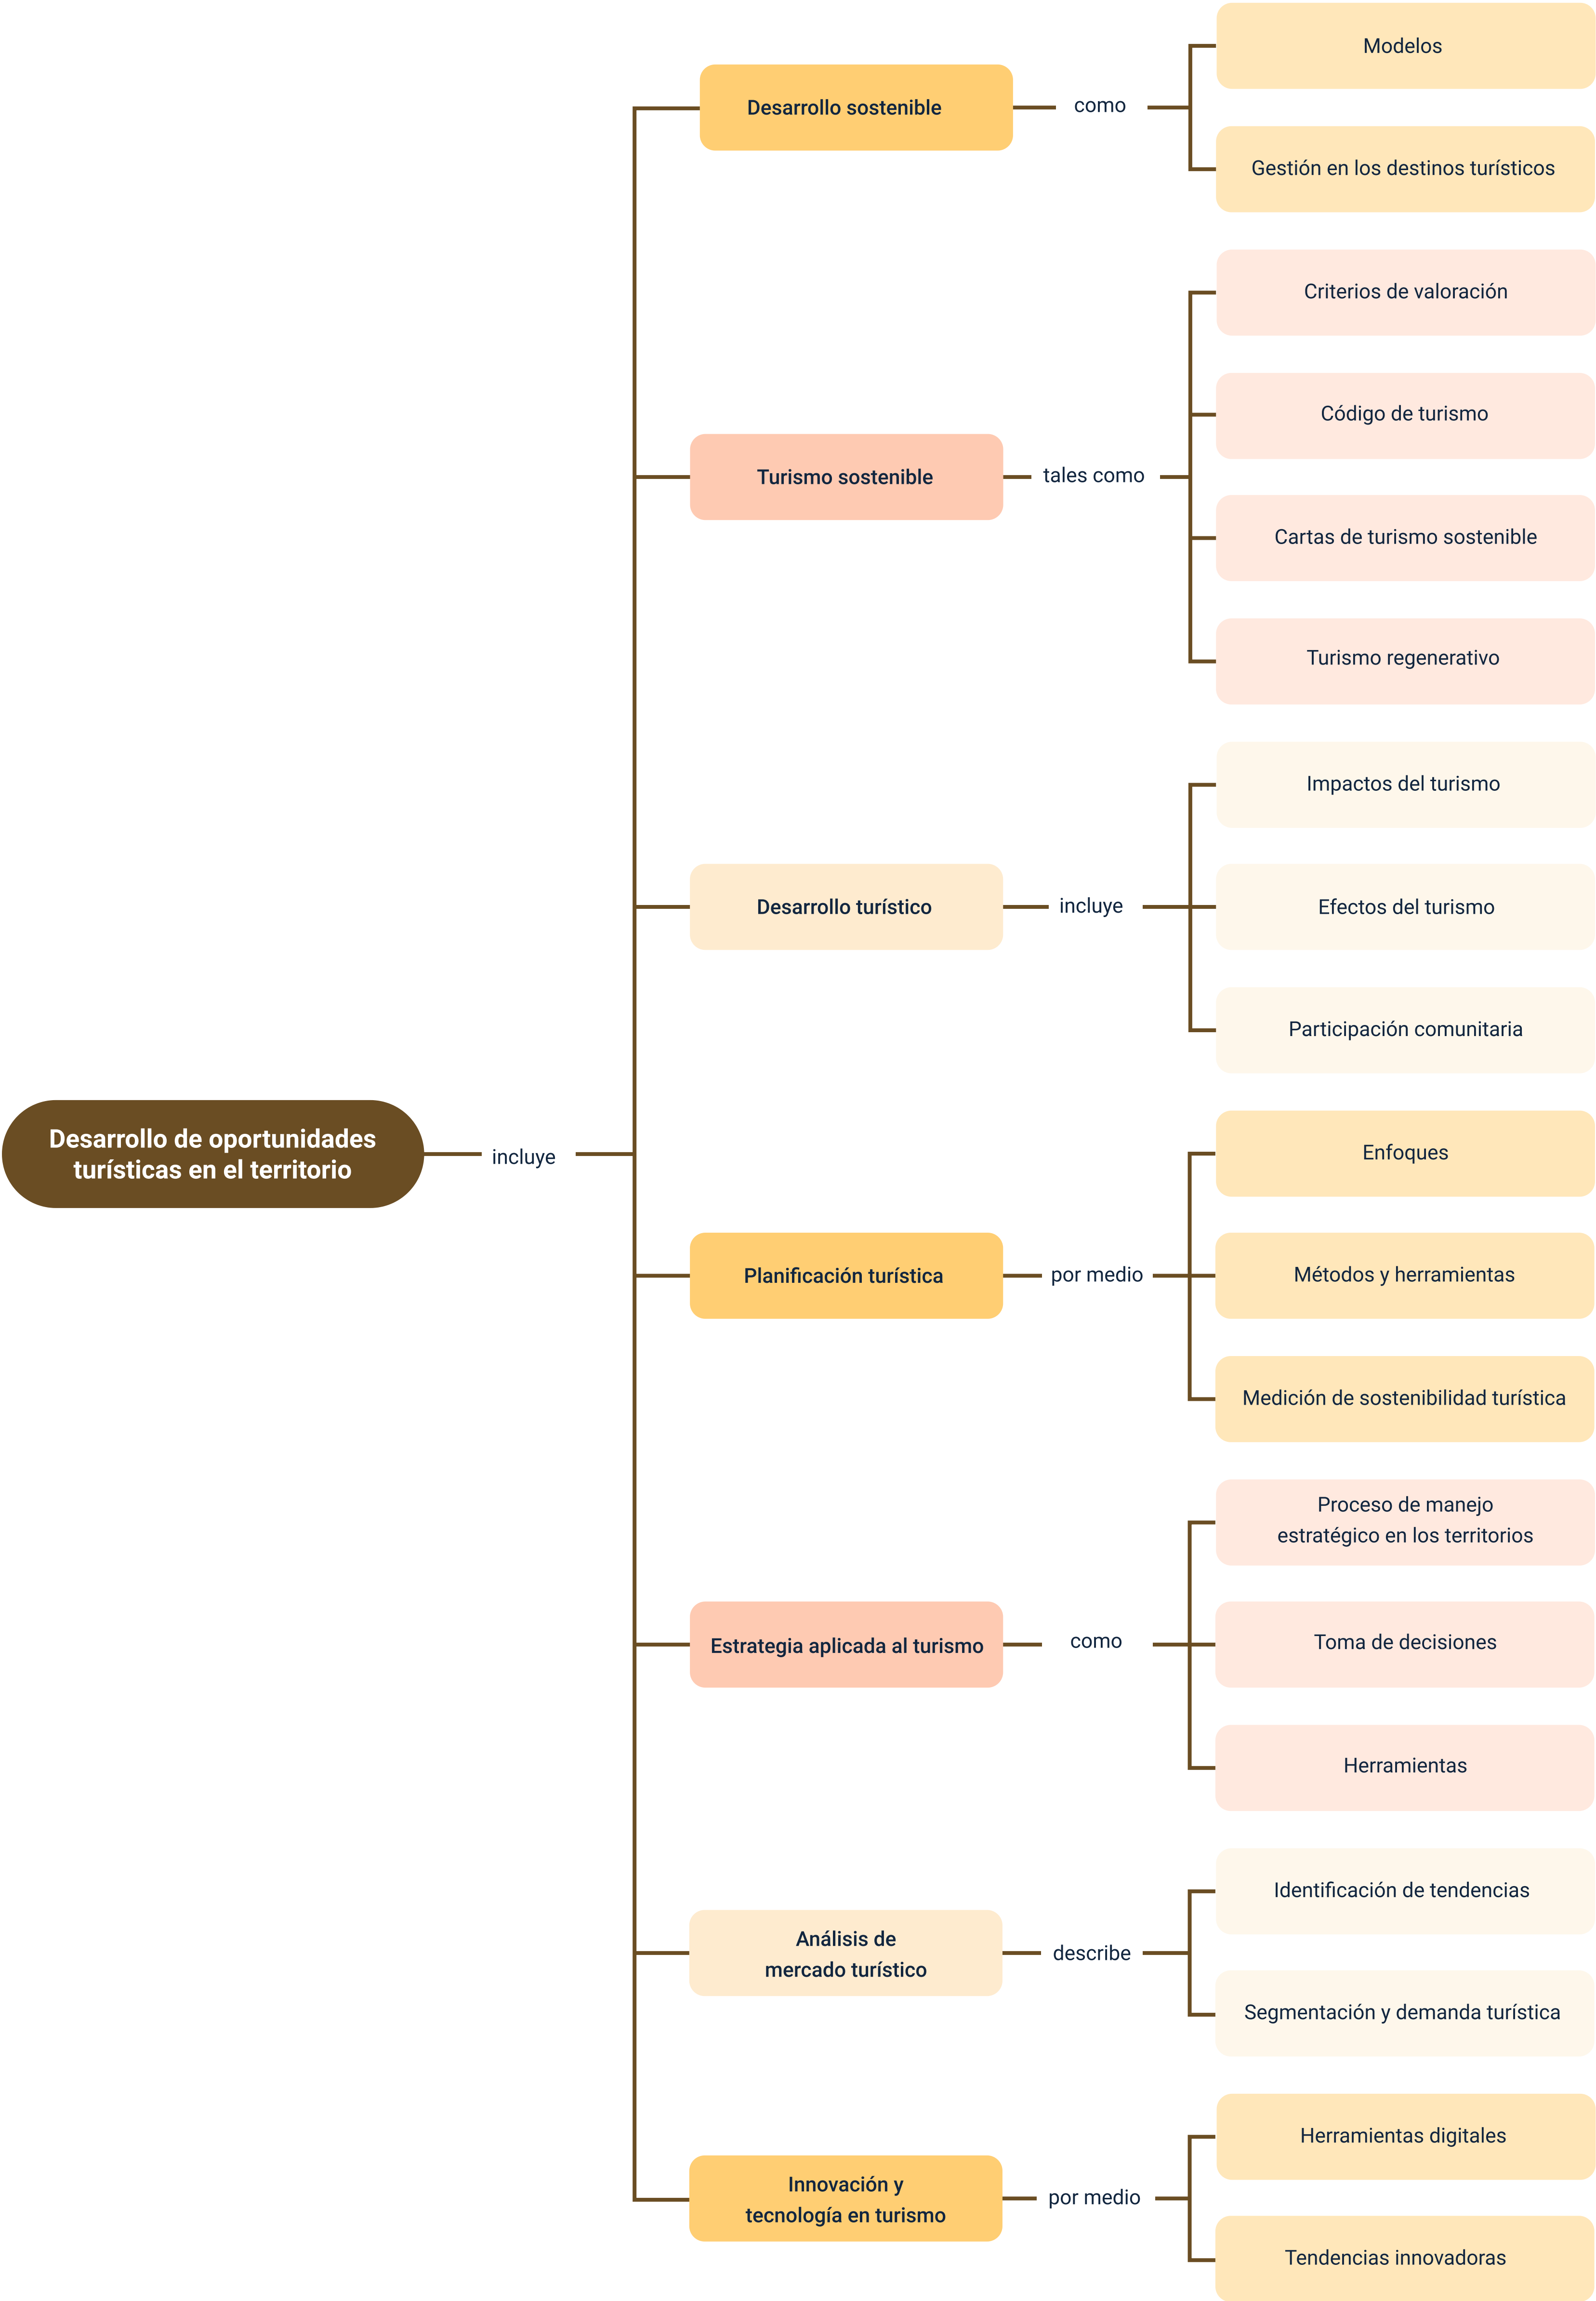 Desarrollo de oportunidades
turísticas en el territorio
incluye
Desarrollo sostenible
como
Modelos
Gestión en los destinos turísticos
Turismo sostenible
tales como
Criterios de valoración
Código de turismo
Cartas de turismo sostenible
Turismo regenerativo
Desarrollo turístico
incluye
Impactos del turismo
Efectos del turismo
Participación comunitaria
Planificación turística
por medio
Enfoques
Métodos y herramientas
Medición de sostenibilidad turística
Estrategia aplicada al turismo
como
Proceso de manejo
estratégico en los territorios
Toma de decisiones
Herramientas
Análisis de
mercado turístico
describe
Identificación de tendencias
Segmentación y demanda turística
Innovación y
tecnología en turismo
por medio
Herramientas digitales
Tendencias innovadoras